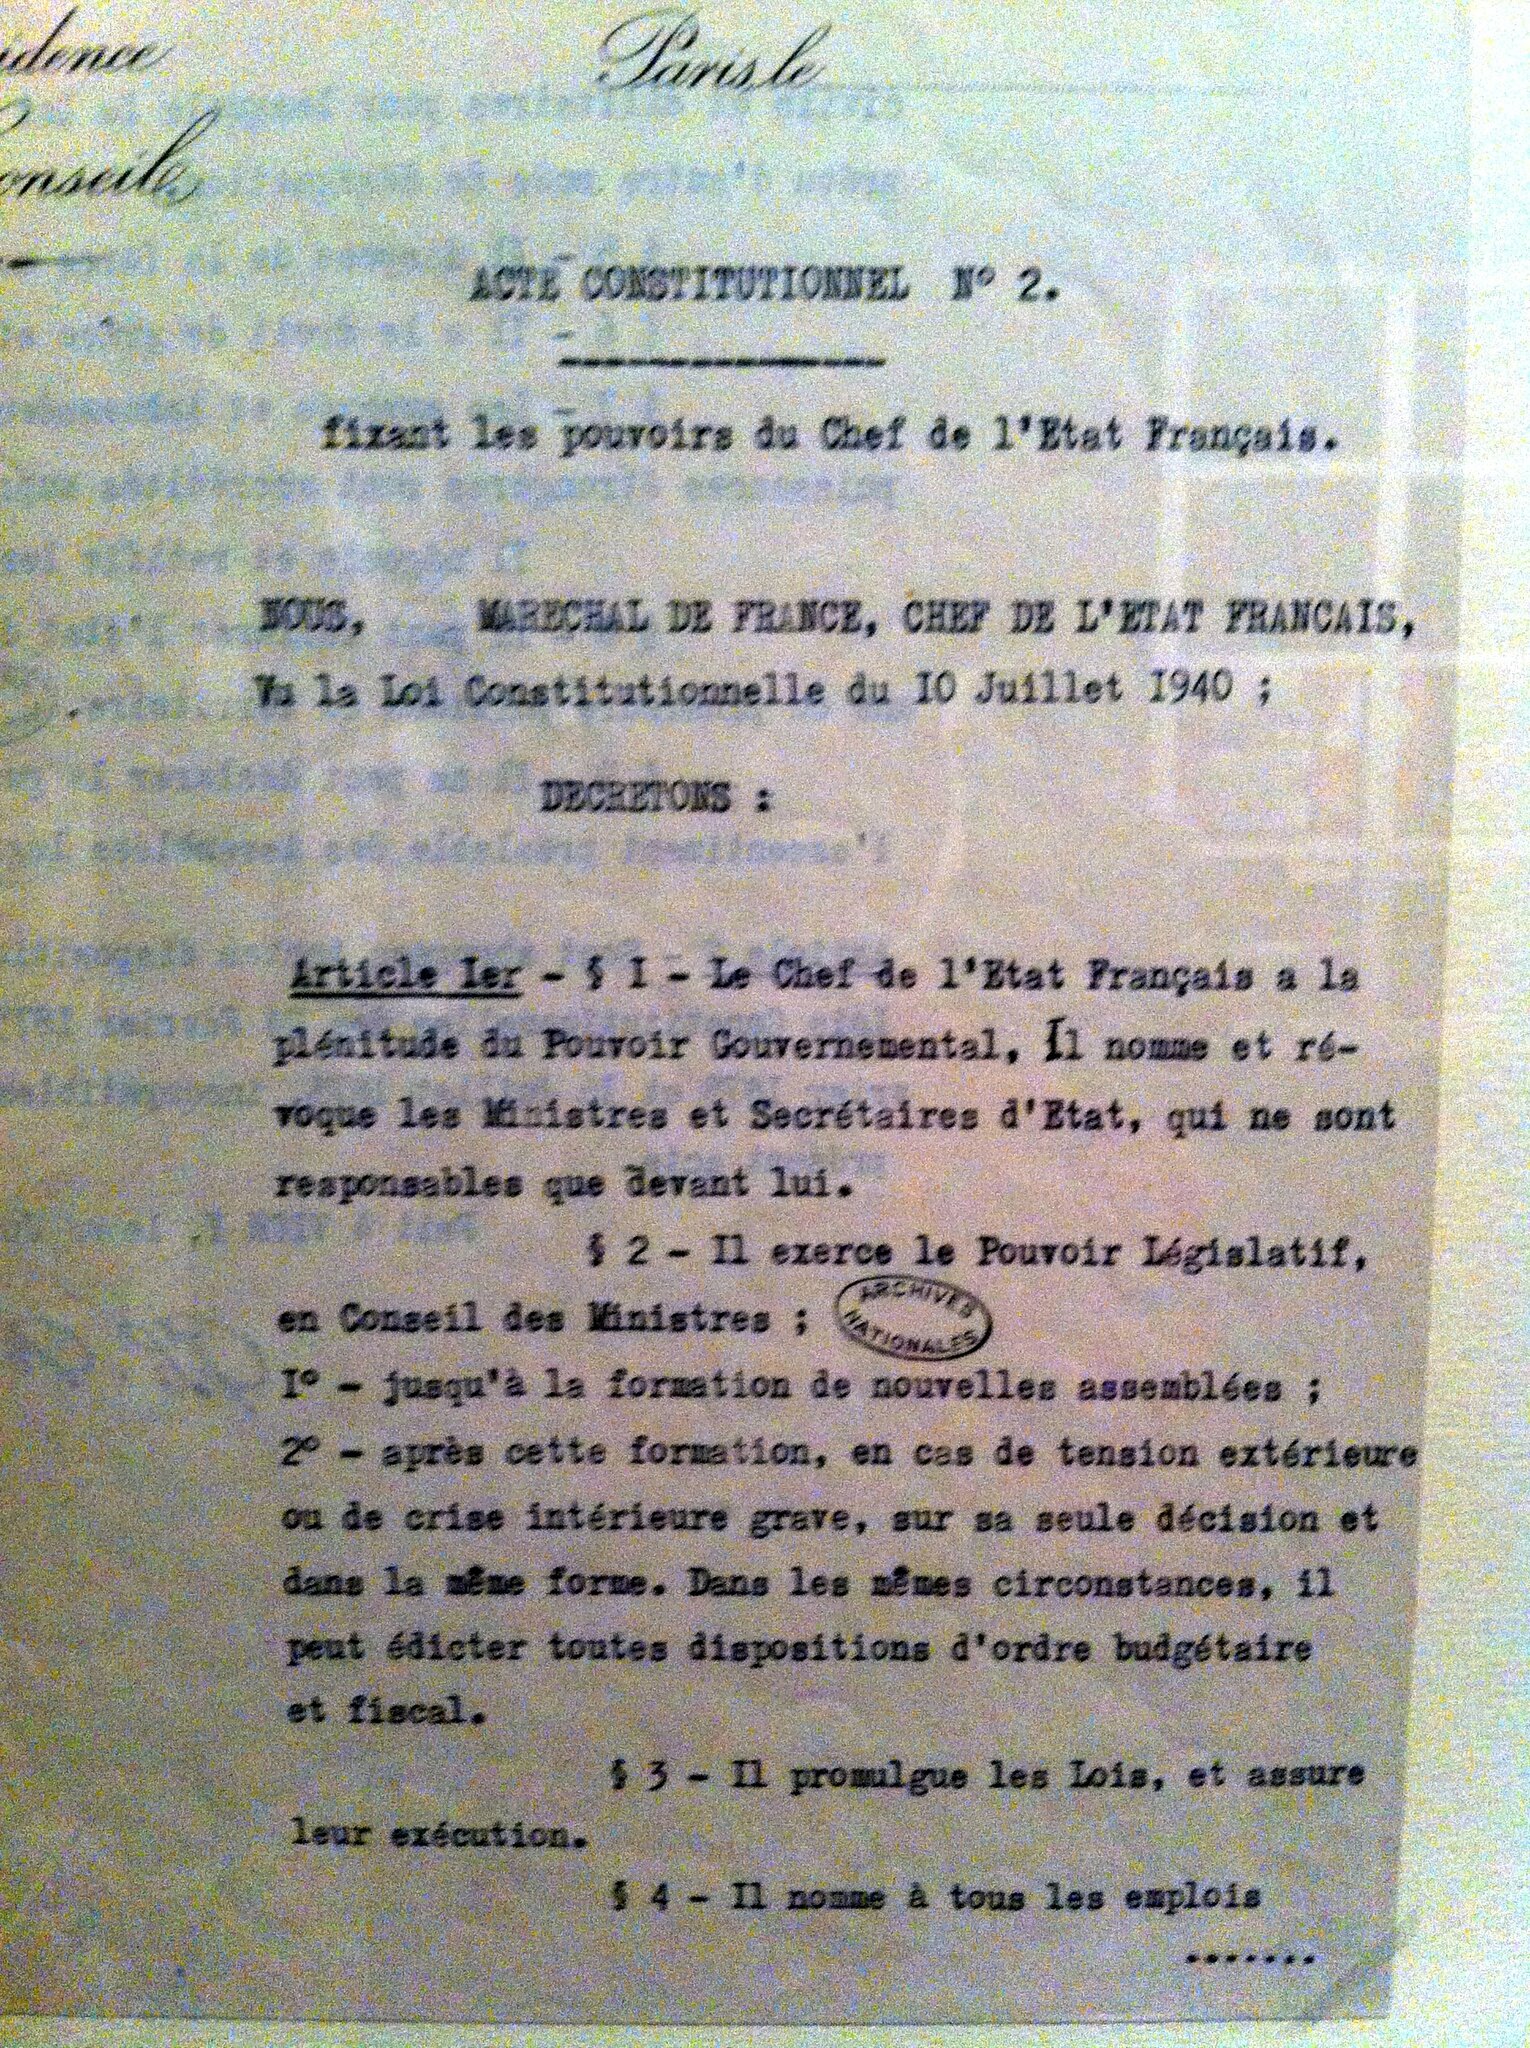 idence
Paris, le
onseil
ACTE CONSTITUTIONNEL N° 2.
fixant les pouvoirs du Chef de l'Etat Français.
NOUS, MARECHAL DE FRANCE, CHEF DE L'ETAT FRANCAIS,
Vu la Loi Constitutionnelle du I0 Juillet I940 ;
DECRETONS :
Article Ier - § I - Le Chef de l'Etat Français a la
plénitude du Pouvoir Gouvernemental, Il nomme et ré-
voque les Ministres et Secrétaires d'Etat, qui ne sont
responsables que devant lui.
§ 2 - Il exerce le Pouvoir Législatif,
en Conseil des Ministres ;
ARCHIVES
NATIONALES
I° - jusqu'à la formation de nouvelles assemblées ;
2° - après cette formation, en cas de tension extérieure
ou de crise intérieure grave, sur sa seule décision et
dans la même forme. Dans les mêmes circonstances, il
peut édicter toutes dispositions d'ordre budgétaire
et fiscal.
§ 3 - Il promulgue les Lois, et assure
leur exécution.
§ 4 - Il nomme à tous les emplois
.......